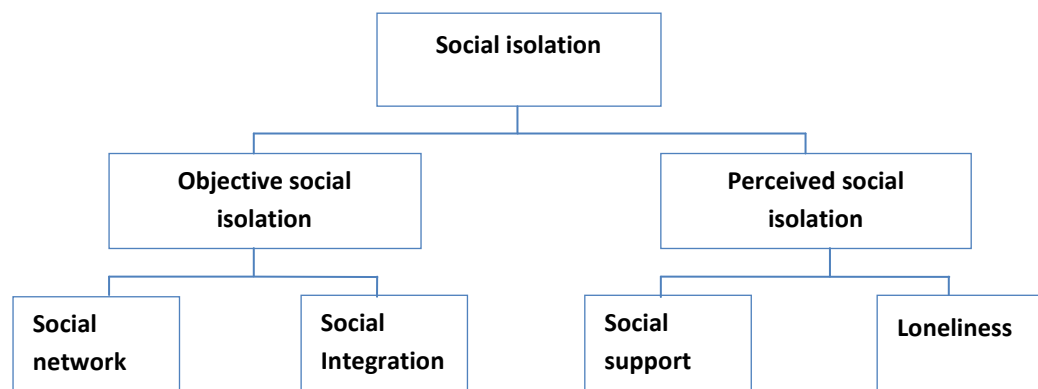 Social isolation
Objective social
isolation
Perceived social
isolation
Social
network
Social
Integration
Social
support
Loneliness